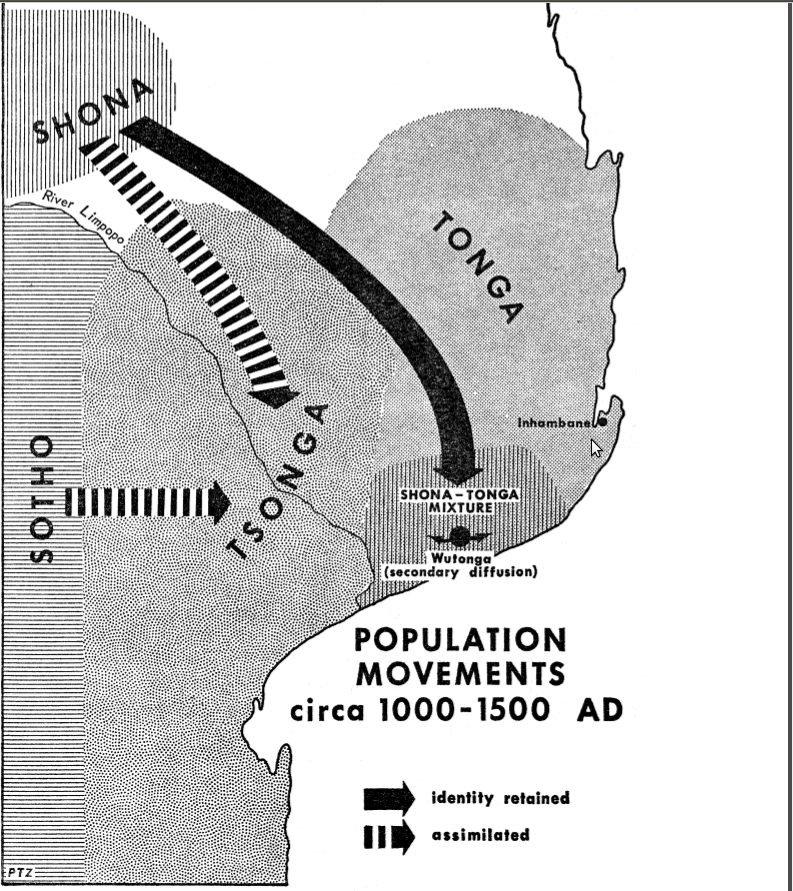 SHONA
River Limpopo
TONGA
Inhambane
SOTHO
TSONGA
SHONA-TONGA
MIXTURE
Wutonga
(secondary diffusion)
POPULATION
MOVEMENTS
circa 1000-1500 AD
identity retained
assimilated
PTZ